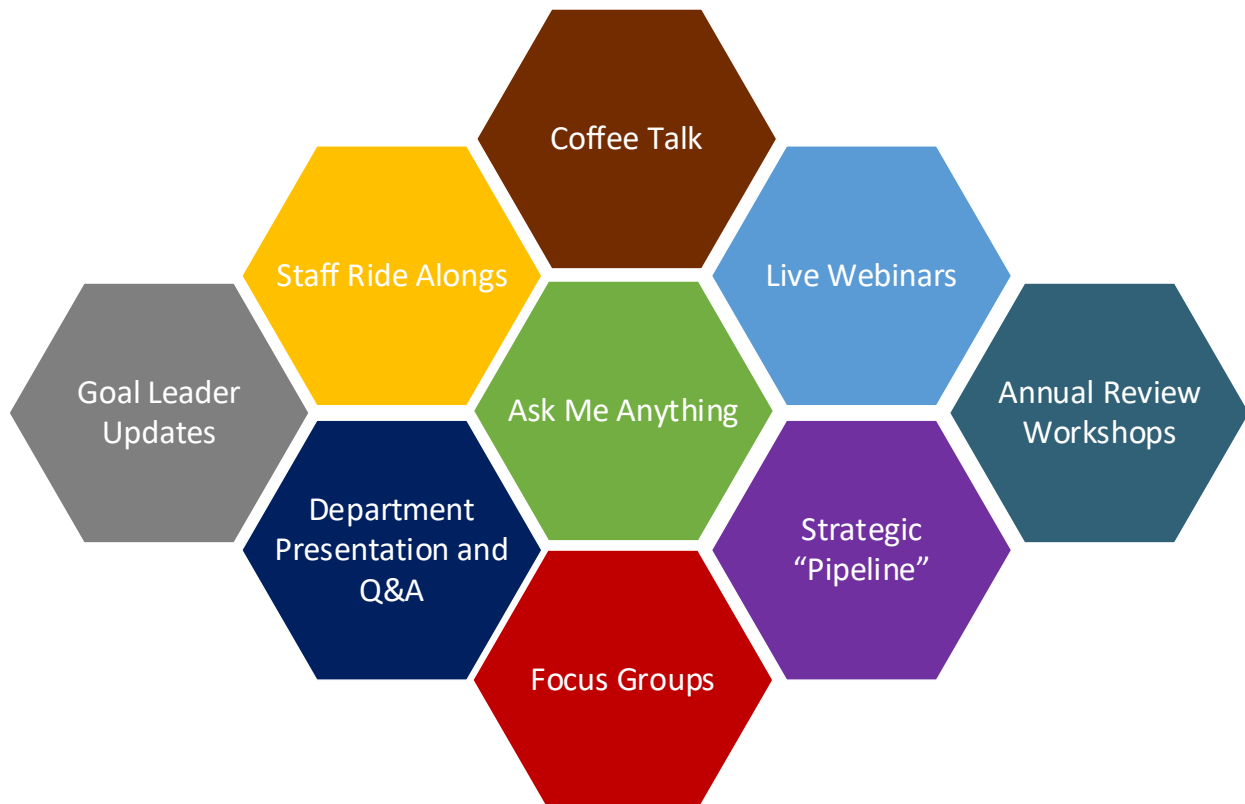 Coffee Talk
Staff Ride Alongs
Live Webinars
Goal Leader
Updates
Ask Me Anything
Annual Review
Workshops
Department
Presentation and
Q&A
Strategic
“Pipeline”
Focus Groups